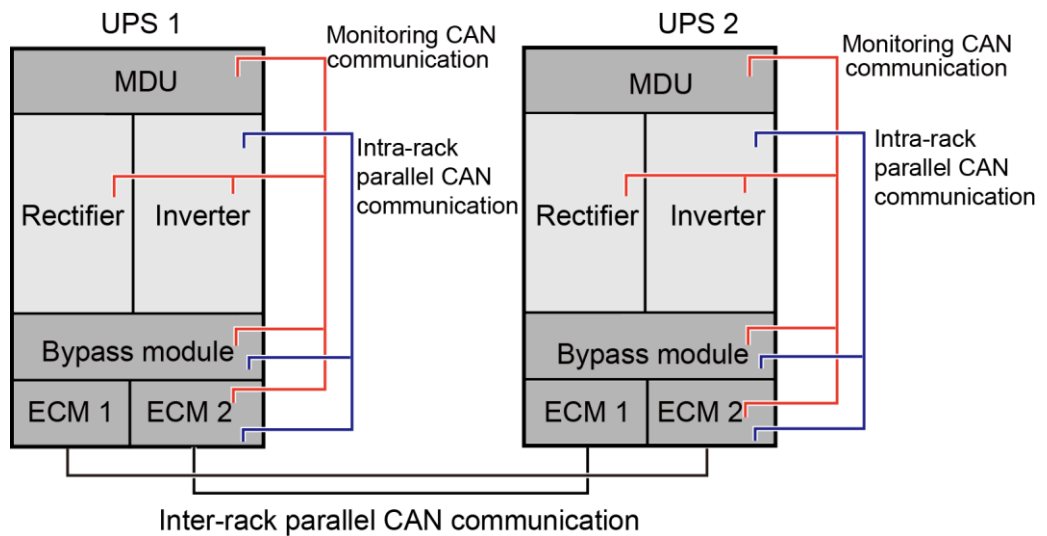 UPS 1
UPS 2
Monitoring CAN
communication
Monitoring CAN
communication
MDU
MDU
Intra-rack
parallel CAN
communication
Intra-rack
parallel CAN
communication
Rectifier
Inverter
Rectifier
Inverter
Bypass module
Bypass module
ECM 1
ECM 2
ECM 1
ECM 2
Inter-rack parallel CAN communication